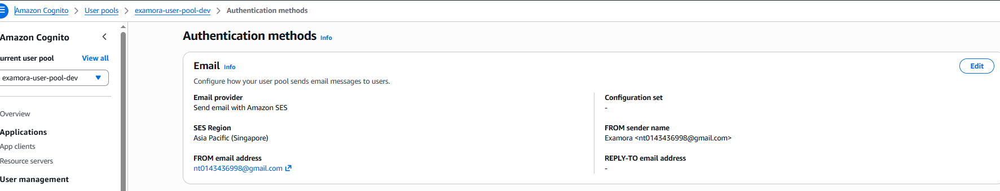 Amazon Cognito > User pools > examora-user-pool-dev > Authentication methods
Amazon Cognito
urrent user pool View all
examora-user-pool-dev
Overview
Applications
App clients
Resource servers
User management
Authentication methods Info
Email Info
Edit
Configure how your user pool sends email messages to users.
Email provider
Send email with Amazon SES
SES Region
Asia Pacific (Singapore)
FROM email address
nt0143436998@gmail.com
Configuration set
-
FROM sender name
Examora <nt0143436998@gmail.com>
REPLY-TO email address
-